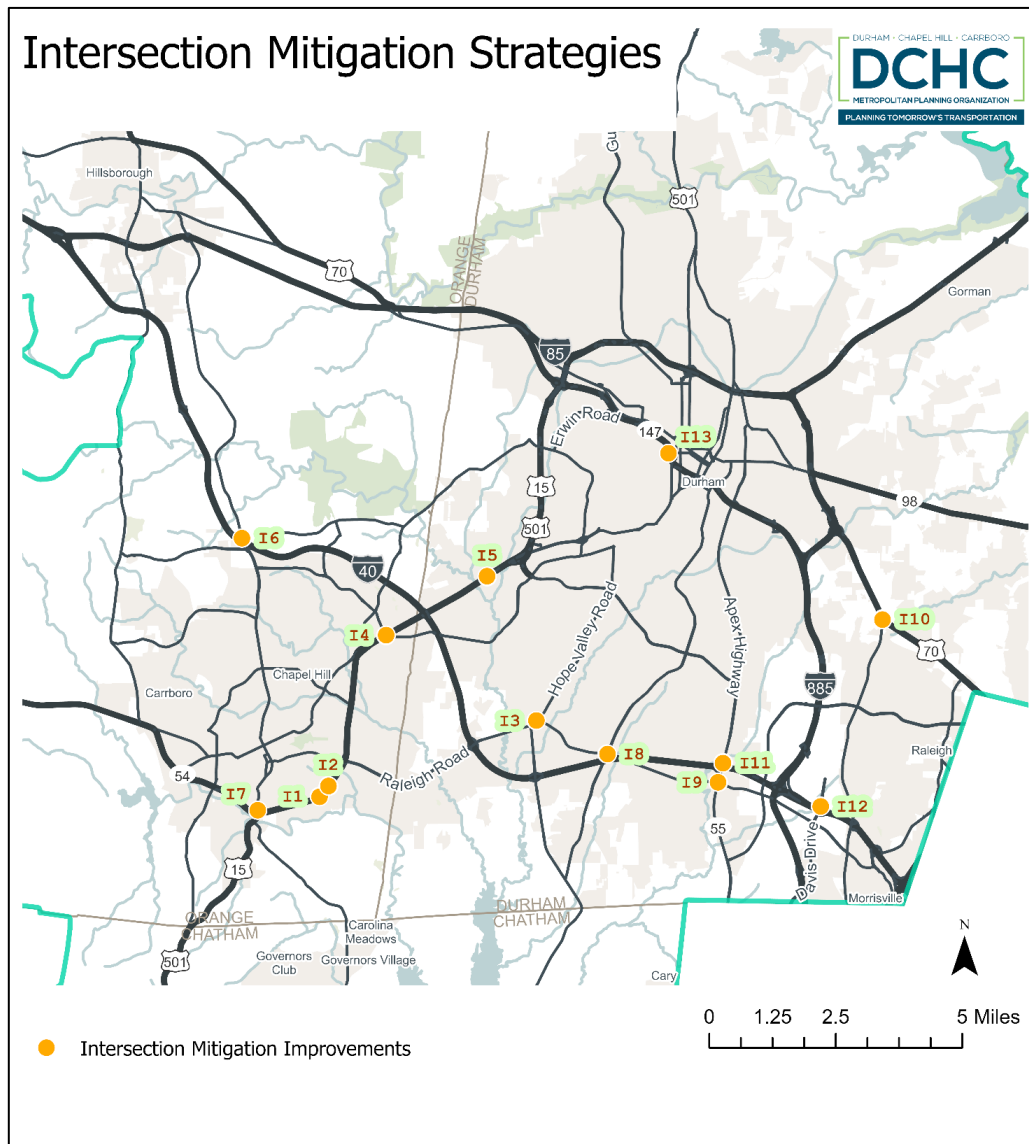 Intersection Mitigation Strategies
DURHAM · CHAPEL HILL · CARRBORO
DCHC
METROPOLITAN PLANNING ORGANIZATION
PLANNING TOMORROW'S TRANSPORTATION
Hillsborough
501
70
ORANGE
DURHAM
Gorman
85
Erwin Road
147
I13
Durham
15
98
501
I6
40
I5
Hope Valley Road
Apex Highway
I10
I4
70
Chapel Hill
Carrboro
885
I3
Raleigh
I8
I11
Raleigh Road
I2
54
I9
I7
I1
I12
55
Davis Drive
15
Morrisville
DURHAM
CHATHAM
ORANGE
CHATHAM
Carolina
Meadows
N
Governors
Club
Governors Village
501
Cary
0 1.25 2.5 5 Miles
Intersection Mitigation Improvements